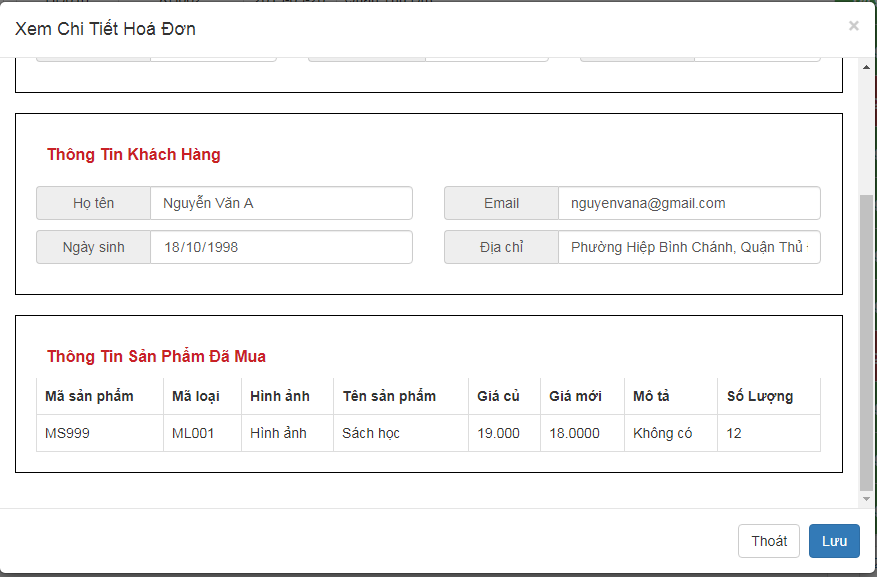 Xem Chi Tiết Hoá Đơn ×
Thông Tin Khách Hàng
Họ tên Nguyễn Văn A Email nguyenvana@gmail.com
Ngày sinh 18/10/1998 Địa chỉ Phường Hiệp Bình Chánh, Quận Thủ
Thông Tin Sản Phẩm Đã Mua
Mã sản phẩm Mã loại Hình ảnh Tên sản phẩm Giá củ Giá mới Mô tả Số Lượng
MS999 ML001 Hình ảnh Sách học 19.000 18.0000 Không có 12
Thoát Lưu